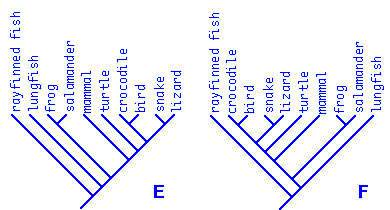 rayfinned fish
lungfish
frog
salamander
mammal
turtle
crocodile
bird
snake
lizard
E
rayfinned fish
crocodile
bird
snake
lizard
turtle
mammal
frog
salamander
lungfish
F